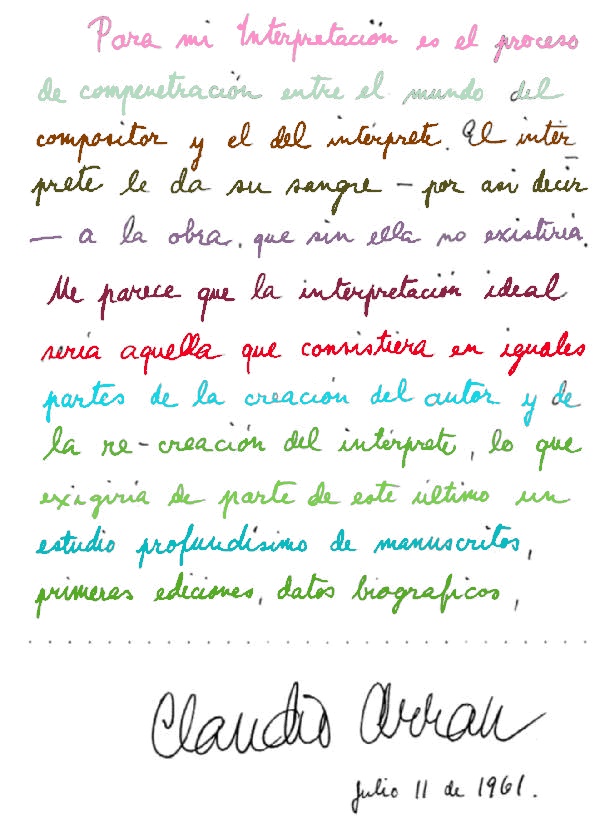 Para mi Interpretación es el proceso
de compenetración entre el mundo del
compositor y el del intérprete. El intér
prete le da su sangre — por asi decir
— a la obra, que sin ella no existiría.
Me parece que la interpretación ideal
sería aquella que consistiera en iguales
partes de la creación del autor y de
la re-creación del intérprete, lo que
exigiría de parte de este último un
estudio profundísimo de manuscritos,
primeras ediciones, datos biograficos,
Claudio Arrau
Julio 11 de 1961.